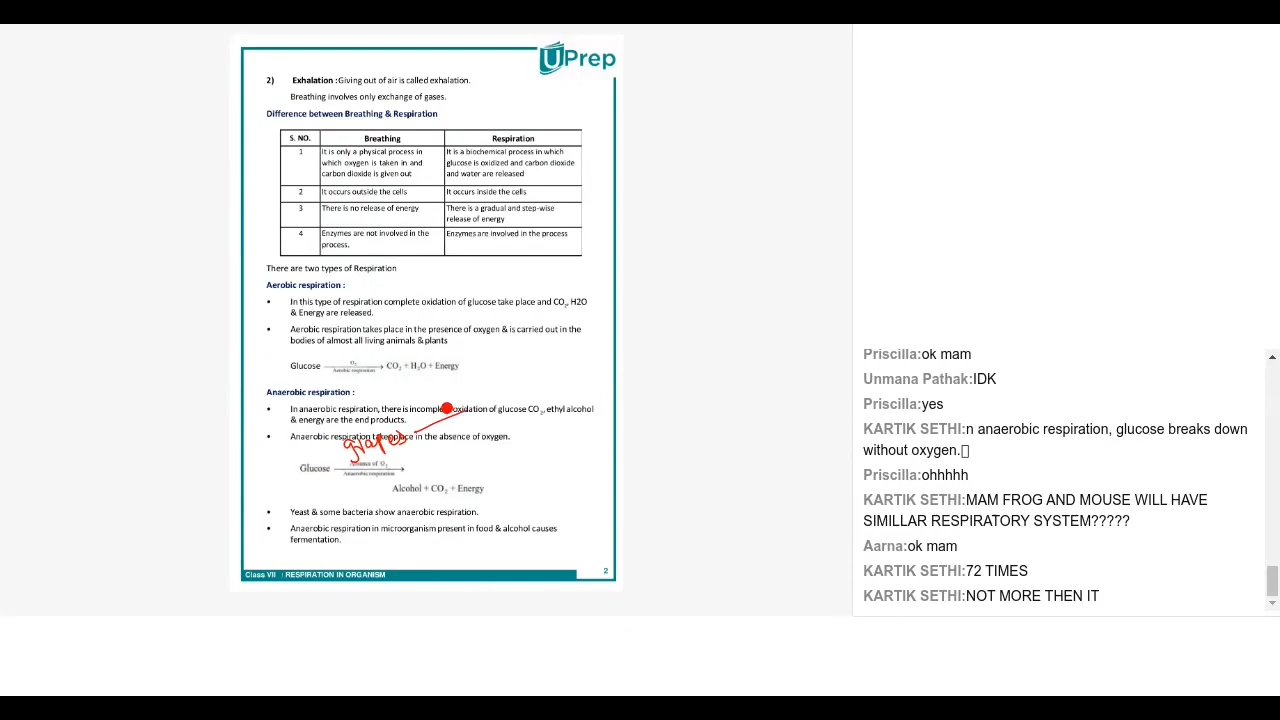 UPrep
2) Exhalation : Giving out of air is called exhalation.
Breathing involves only exchange of gases.
Difference between Breathing & Respiration
S. NO. Breathing Respiration
1 It is only a physical process in which oxygen is taken in and carbon dioxide is given out
It is a biochemical process in which glucose is oxidized and carbon dioxide and water are released
2 It occurs outside the cells It occurs inside the cells
3 There is no release of energy There is a gradual and step-wise release of energy
4 Enzymes are not involved in the process. Enzymes are involved in the process
There are two types of Respiration
Aerobic respiration :
• In this type of respiration complete oxidation of glucose take place and CO2, H2O
& Energy are released.
• Aerobic respiration takes place in the presence of oxygen & is carried out in the
bodies of almost all living animals & plants
Glucose O2 Aerobic respiration → CO2 + H2O + Energy
Anaerobic respiration :
• In anaerobic respiration, there is oxidation of glucose CO2, ethyl alcohol
& energy are the end products.
• Anaerobic respiration take place in the absence of oxygen.
grapes
Glucose Absence of O2 Anaerobic respiration →
Alcohol + CO2 + Energy
• Yeast & some bacteria show anaerobic respiration.
• Anaerobic respiration in microorganism present in food & alcohol causes
fermentation.
Class VII : RESPIRATION IN ORGANISM
2
Priscilla:ok mam
Unmana Pathak:IDK
Priscilla:yes
KARTIK SETHI:n anaerobic respiration, glucose breaks down
without oxygen.
Priscilla:ohhhhh
KARTIK SETHI:MAM FROG AND MOUSE WILL HAVE
SIMILLAR RESPIRATORY SYSTEM?????
Aarna:ok mam
KARTIK SETHI:72 TIMES
KARTIK SETHI:NOT MORE THEN IT